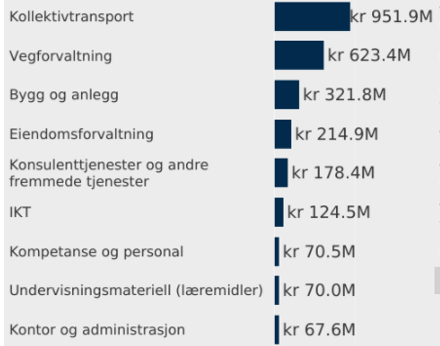 Kollektivtransport kr 951.9M
Vegforvaltning kr 623.4M
Bygg og anlegg kr 321.8M
Eiendomsforvaltning kr 214.9M
Konsulenttjenester og andre
fremmede tjenester kr 178.4M
IKT kr 124.5M
Kompetanse og personal kr 70.5M
Undervisningsmateriell (læremidler) kr 70.0M
Kontor og administrasjon kr 67.6M